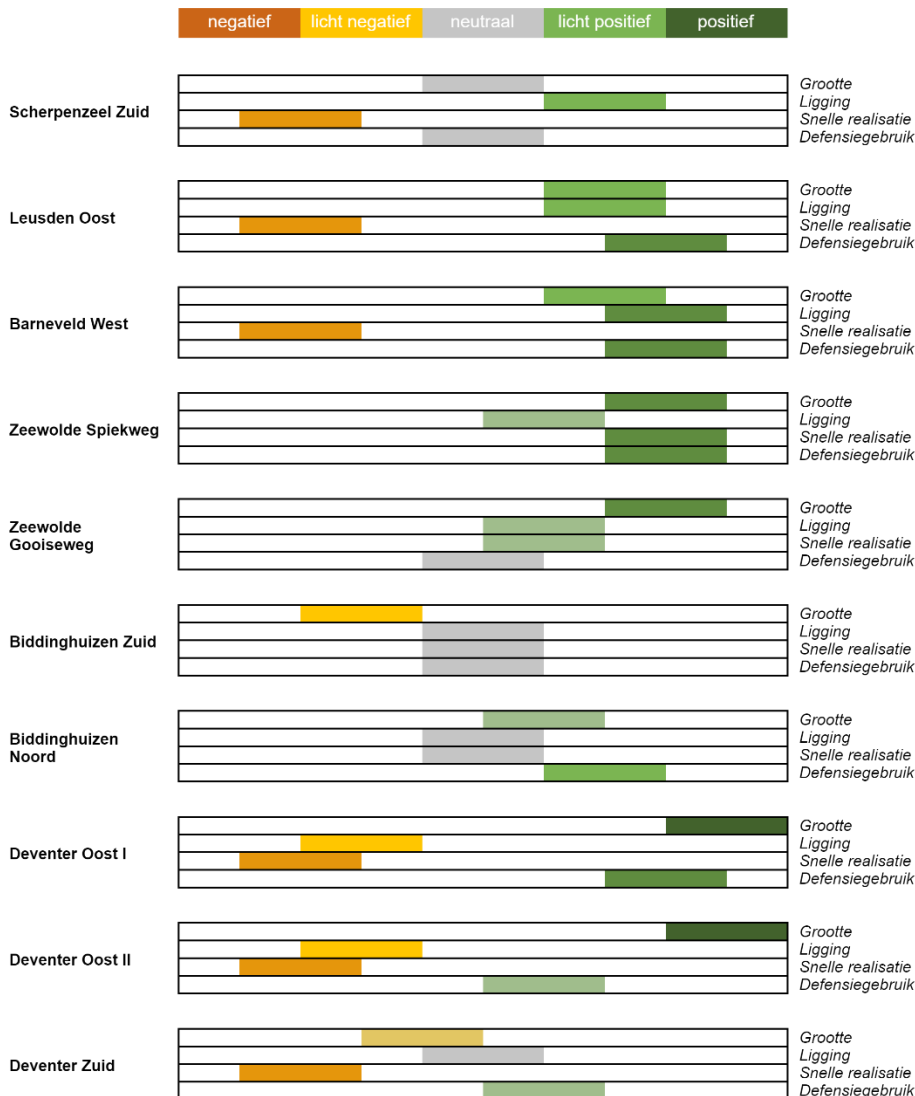 negatief licht negatief neutraal licht positief positief
Scherpenzeel Zuid
Grootte
Ligging
Snelle realisatie
Defensiegebruik
Leusden Oost
Grootte
Ligging
Snelle realisatie
Defensiegebruik
Barneveld West
Grootte
Ligging
Snelle realisatie
Defensiegebruik
Zeewolde Spiekweg
Grootte
Ligging
Snelle realisatie
Defensiegebruik
Zeewolde
Gooiseweg
Grootte
Ligging
Snelle realisatie
Defensiegebruik
Biddinghuizen Zuid
Grootte
Ligging
Snelle realisatie
Defensiegebruik
Biddinghuizen
Noord
Grootte
Ligging
Snelle realisatie
Defensiegebruik
Deventer Oost I
Grootte
Ligging
Snelle realisatie
Defensiegebruik
Deventer Oost II
Grootte
Ligging
Snelle realisatie
Defensiegebruik
Deventer Zuid
Grootte
Ligging
Snelle realisatie
Defensiegebruik